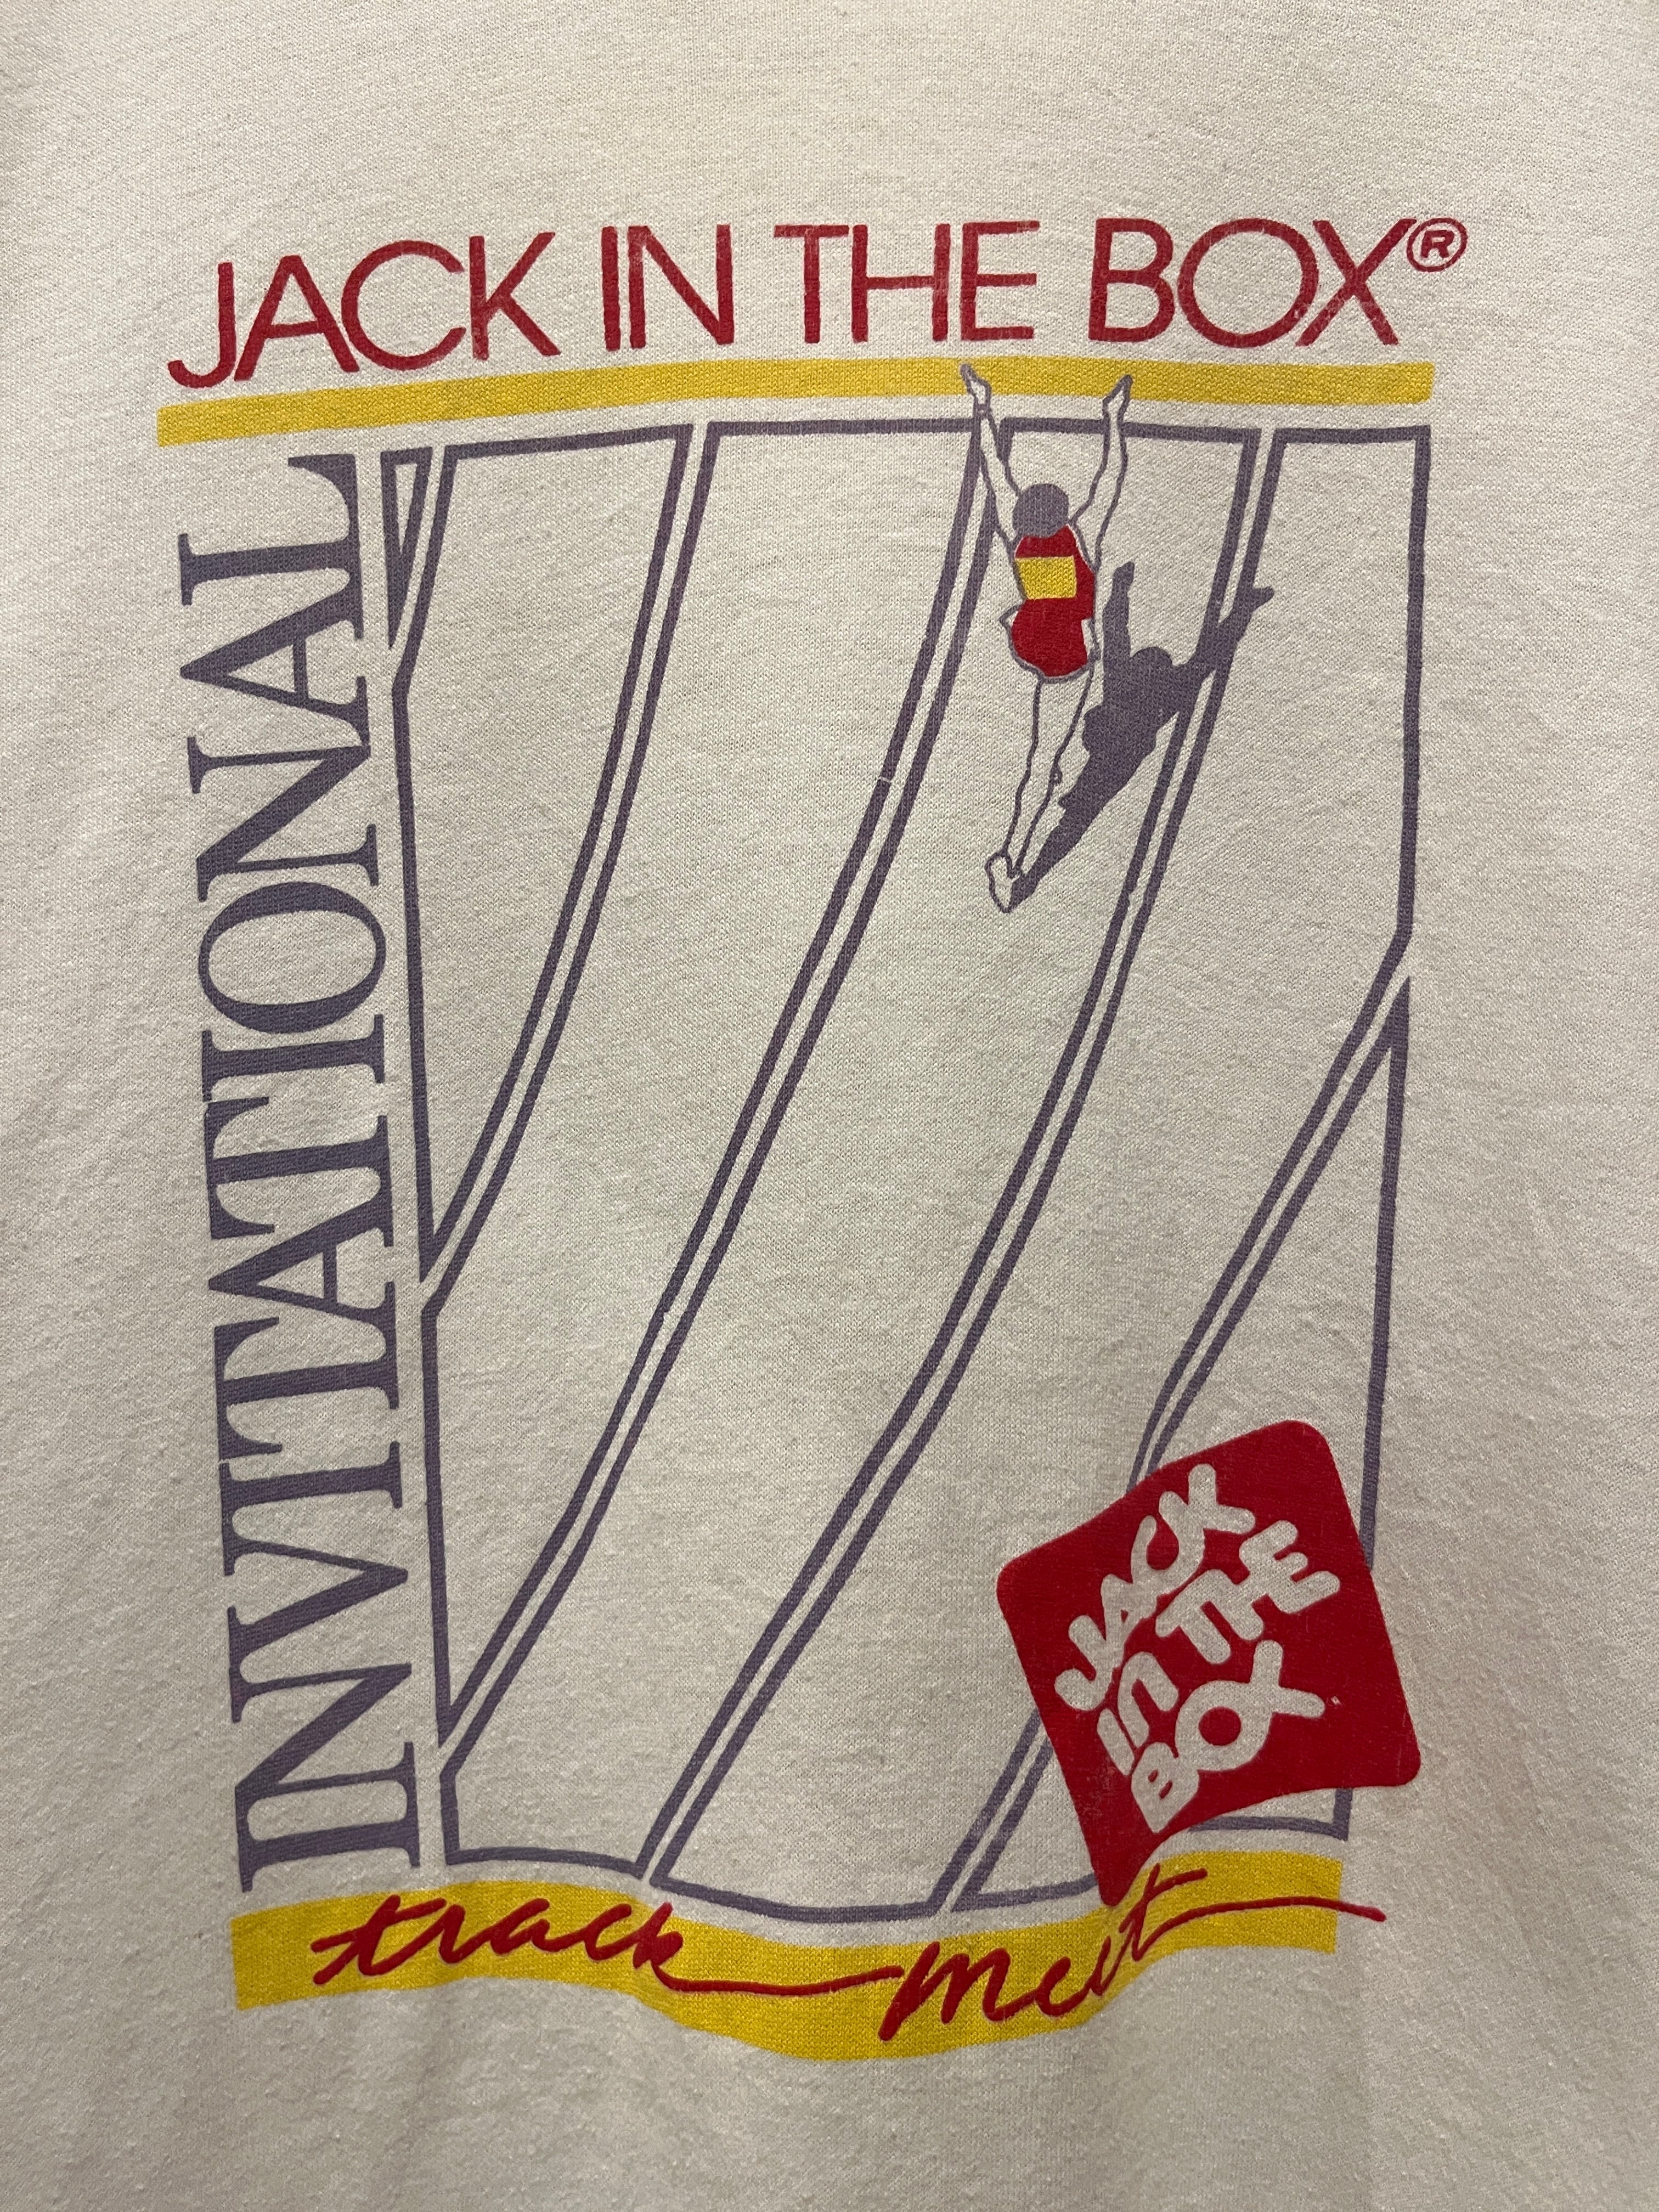 JACK IN THE BOX®
INVITATIONAL
JACK
IN THE
BOX
track meet